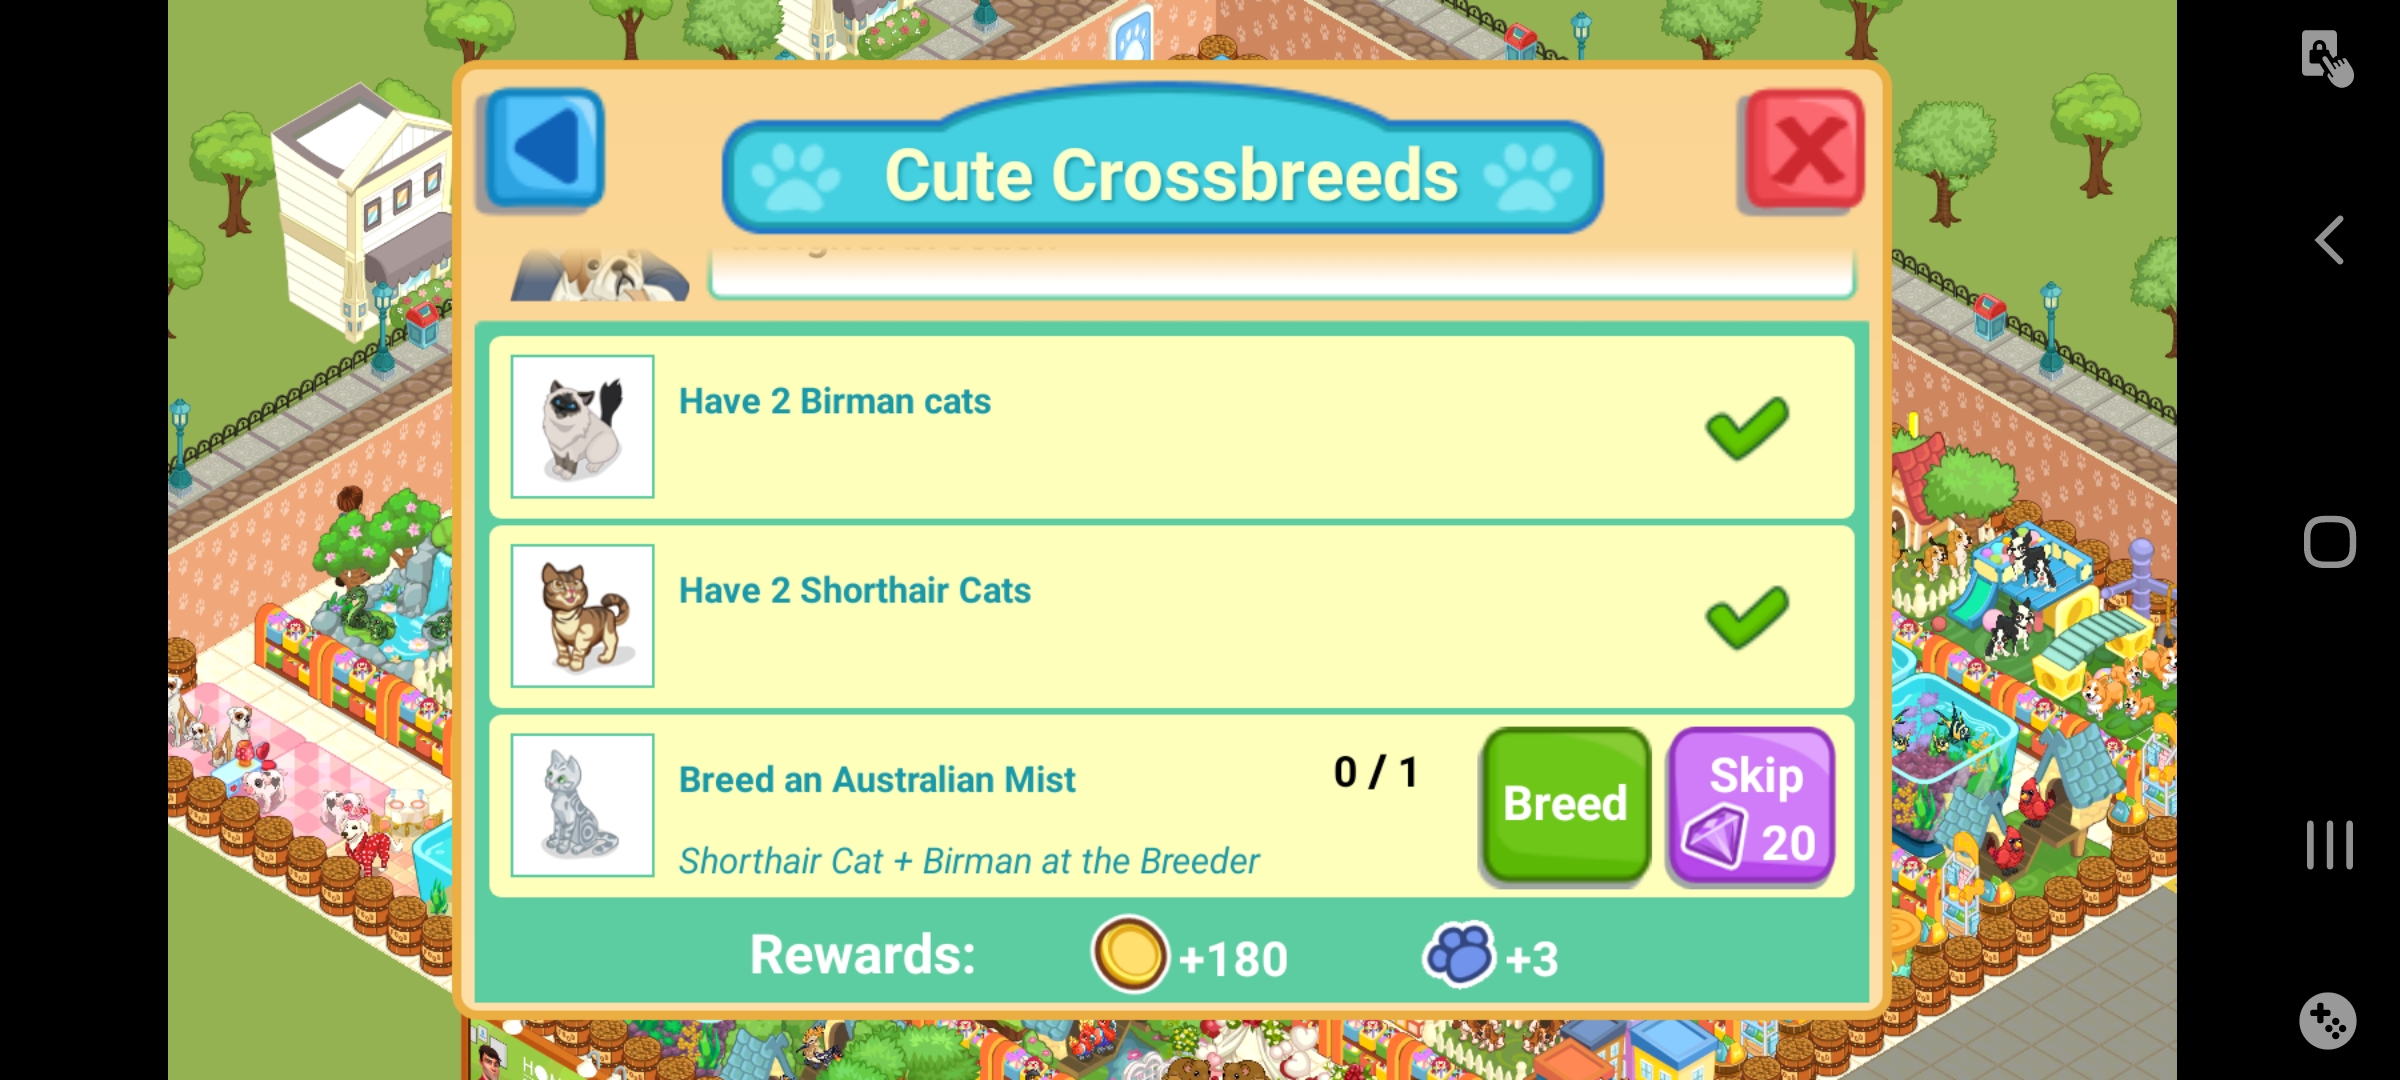 Cute Crossbreeds
Have 2 Birman cats
Have 2 Shorthair Cats
Breed an Australian Mist
0 / 1
Shorthair Cat + Birman at the Breeder
Breed
Skip
20
Rewards:
+180
+3